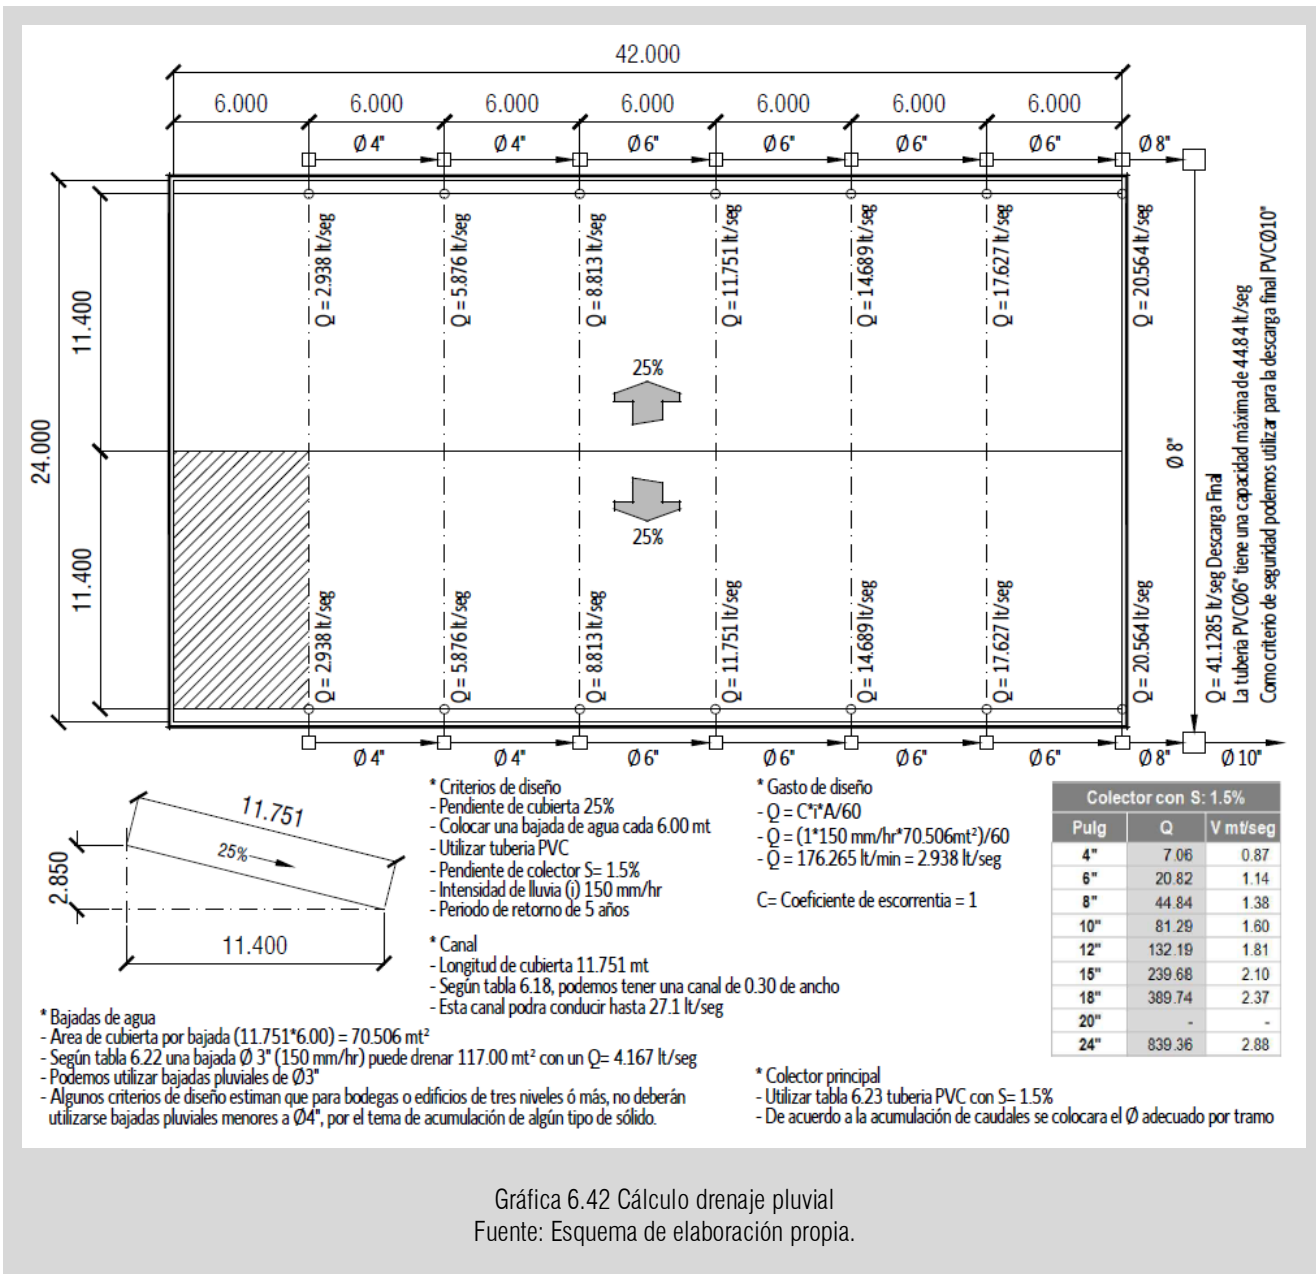 42.000
6.000 6.000 6.000 6.000 6.000 6.000 6.000
Ø 4" Ø 4" Ø 6" Ø 6" Ø 6" Ø 6" Ø 8"
24.000
11.400
11.400
Q = 2.938 lt/seg
Q = 5.876 lt/seg
Q = 8.813 lt/seg
Q = 11.751 lt/seg
Q = 14.689 lt/seg
Q = 17.627 lt/seg
Q = 20.564 lt/seg
25%
25%
Q = 2.938 lt/seg
Q = 5.876 lt/seg
Q = 8.813 lt/seg
Q = 11.751 lt/seg
Q = 14.689 lt/seg
Q = 17.627 lt/seg
Q = 20.564 lt/seg
Ø 8"
Q = 41.1285 lt/seg Descarga Final
La tuberia PVCØ6" tiene una capacidad máxima de 44.84 lt/seg
Como criterio de seguridad podemos utilizar para la descarga final PVCØ10"
Ø 4" Ø 4" Ø 6" Ø 6" Ø 6" Ø 6" Ø 8" Ø 10"
11.751
25%
2.850
11.400
* Criterios de diseño
- Pendiente de cubierta 25%
- Colocar una bajada de agua cada 6.00 mt
- Utilizar tuberia PVC
- Pendiente de colector S= 1.5%
- Intensidad de lluvia (i) 150 mm/hr
- Periodo de retorno de 5 años
* Canal
- Longitud de cubierta 11.751 mt
- Según tabla 6.18, podemos tener una canal de 0.30 de ancho
- Esta canal podra conducir hasta 27.1 lt/seg
* Gasto de diseño
- Q = C*i*A/60
- Q = (1*150 mm/hr*70.506mt²)/60
- Q = 176.265 lt/min = 2.938 lt/seg
C= Coeficiente de escorrentia = 1
Colector con S: 1.5%
Pulg Q V mt/seg
4" 7.06 0.87
6" 20.82 1.14
8" 44.84 1.38
10" 81.29 1.60
12" 132.19 1.81
15" 239.68 2.10
18" 389.74 2.37
20" - -
24" 839.36 2.88
* Bajadas de agua
- Area de cubierta por bajada (11.751*6.00) = 70.506 mt²
- Según tabla 6.22 una bajada Ø 3" (150 mm/hr) puede drenar 117.00 mt² con un Q= 4.167 lt/seg
- Podemos utilizar bajadas pluviales de Ø3"
- Algunos criterios de diseño estiman que para bodegas o edificios de tres niveles ó más, no deberán
utilizarse bajadas pluviales menores a Ø4", por el tema de acumulación de algún tipo de sólido.
* Colector principal
- Utilizar tabla 6.23 tuberia PVC con S= 1.5%
- De acuerdo a la acumulación de caudales se colocara el Ø adecuado por tramo
Gráfica 6.42 Cálculo drenaje pluvial
Fuente: Esquema de elaboración propia.